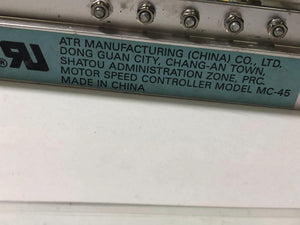 ATR MANUFACTURING (CHINA) CO., LTD.
DONG GUAN CITY, CHANG-AN TOWN,
SHATOU ADMINISTRATION ZONE, PRC.
MOTOR SPEED CONTROLLER MODEL MC-45
MADE IN CHINA